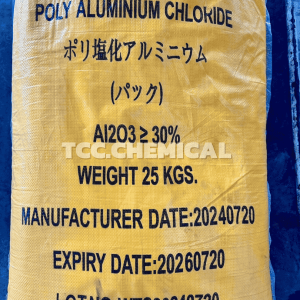 POLY ALUMINIUM CHLORIDE
ポリ塩化アルミニウム
(パック)
Al2O3 ≥ 30%
TCC.CHEMICAL
WEIGHT 25 KGS.
MANUFACTURER DATE:20240720
EXPIRY DATE:20260720